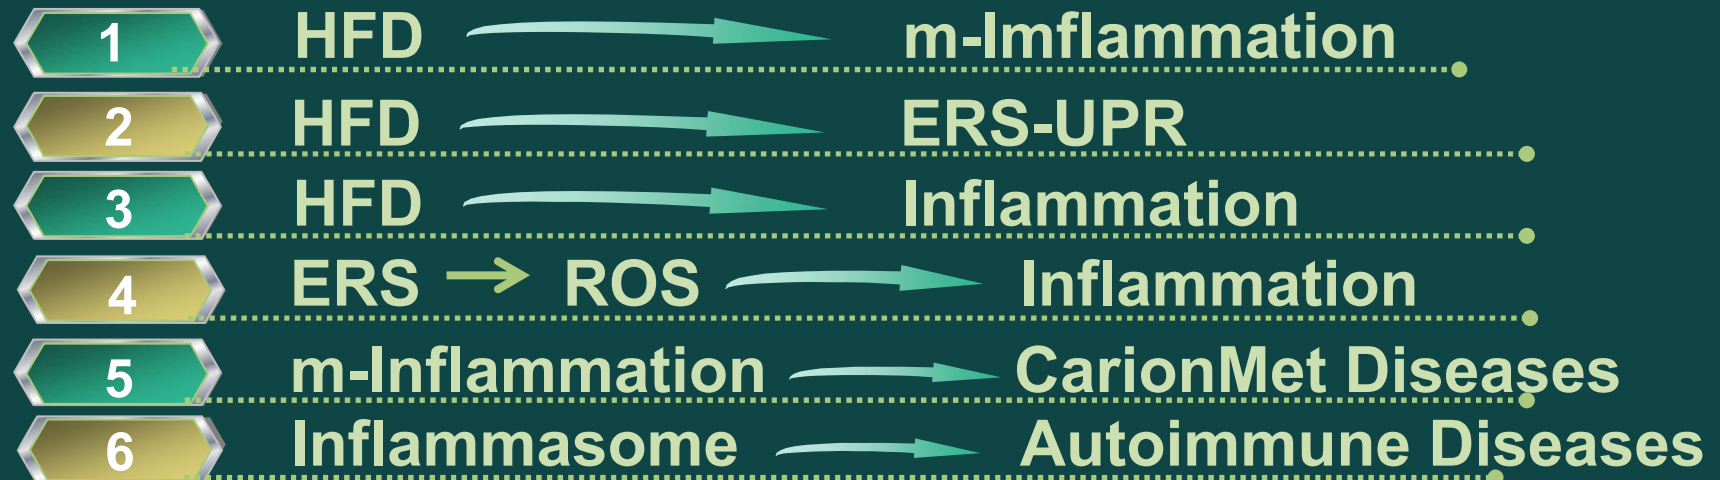 1 HFD m-Imflammation
2 HFD ERS-UPR
3 HFD Inflammation
4 ERS ROS Inflammation
5 m-Inflammation CarionMet Diseases
6 Inflammasome Autoimmune Diseases